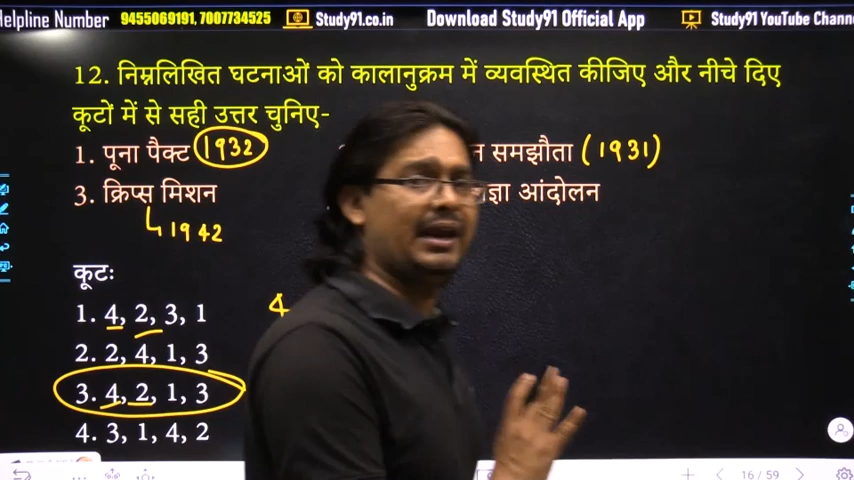 elpline Number 9455069191, 7007734525 Study91.co.in Download Study91 Official App Study91 YouTube Chann
12. निम्नलिखित घटनाओं को कालानुक्रम में व्यवस्थित कीजिए और नीचे दिए
कूटों में से सही उत्तर चुनिए-
1. पूना पैक्ट 1932 न समझौता (1931)
3. क्रिप्स मिशन ज्ञा आंदोलन
1942
कूटः
1. 4, 2, 3, 1
4
2. 2, 4, 1, 3
3. 4, 2, 1, 3
4. 3, 1, 4, 2
16 / 59